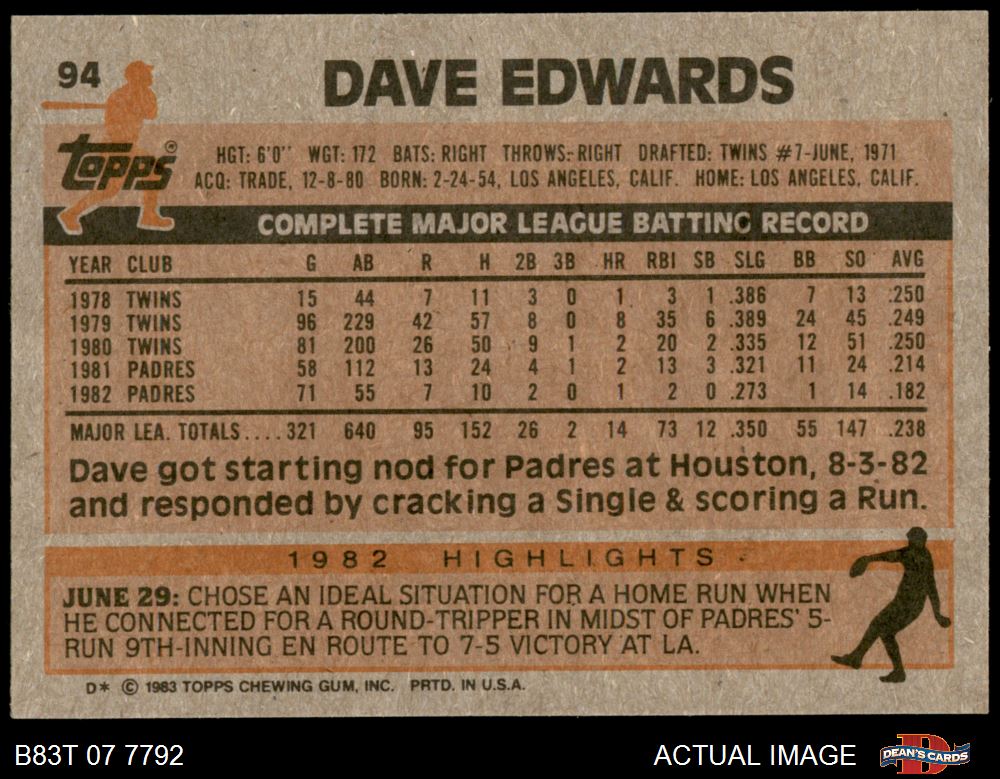 94
DAVE EDWARDS
topps®
HGT: 6'0" WGT: 172 BATS: RIGHT THROWS: RIGHT DRAFTED: TWINS #7-JUNE, 1971
ACQ: TRADE, 12-8-80 BORN: 2-24-54, LOS ANGELES, CALIF. HOME: LOS ANGELES, CALIF.
COMPLETE MAJOR LEAGUE BATTING RECORD
YEAR CLUB G AB R H 2B 3B HR RBI SB SLG BB SO AVG
1978 TWINS 15 44 7 11 3 0 1 3 1 .386 7 13 .250
1979 TWINS 96 229 42 57 8 0 8 35 6 .389 24 45 .249
1980 TWINS 81 200 26 50 9 1 2 20 2 .335 12 51 .250
1981 PADRES 58 112 13 24 4 1 2 13 3 .321 11 24 .214
1982 PADRES 71 55 7 10 2 0 1 2 0 .273 1 14 .182
MAJOR LEA. TOTALS....321 640 95 152 26 2 14 73 12 .350 55 147 .238
Dave got starting nod for Padres at Houston, 8-3-82
and responded by cracking a Single & scoring a Run.
1982 HIGHLIGHTS
JUNE 29: CHOSE AN IDEAL SITUATION FOR A HOME RUN WHEN
HE CONNECTED FOR A ROUND-TRIPPER IN MIDST OF PADRES' 5-
RUN 9TH-INNING EN ROUTE TO 7-5 VICTORY AT LA.
D* © 1983 TOPPS CHEWING GUM, INC. PRTD. IN U.S.A.
B83T 07 7792
ACTUAL IMAGE
DEAN'S CARDS